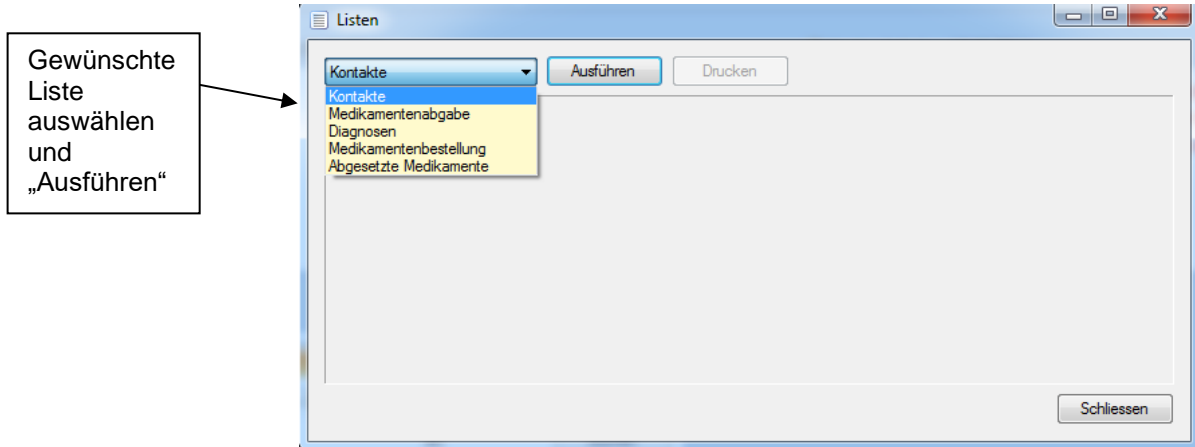 Gewünschte
Liste
auswählen
und
„Ausführen“
Listen
Kontakte
Ausführen
Drucken
Kontakte
Medikamentenabgabe
Diagnosen
Medikamentenbestellung
Abgesetzte Medikamente
Schliessen